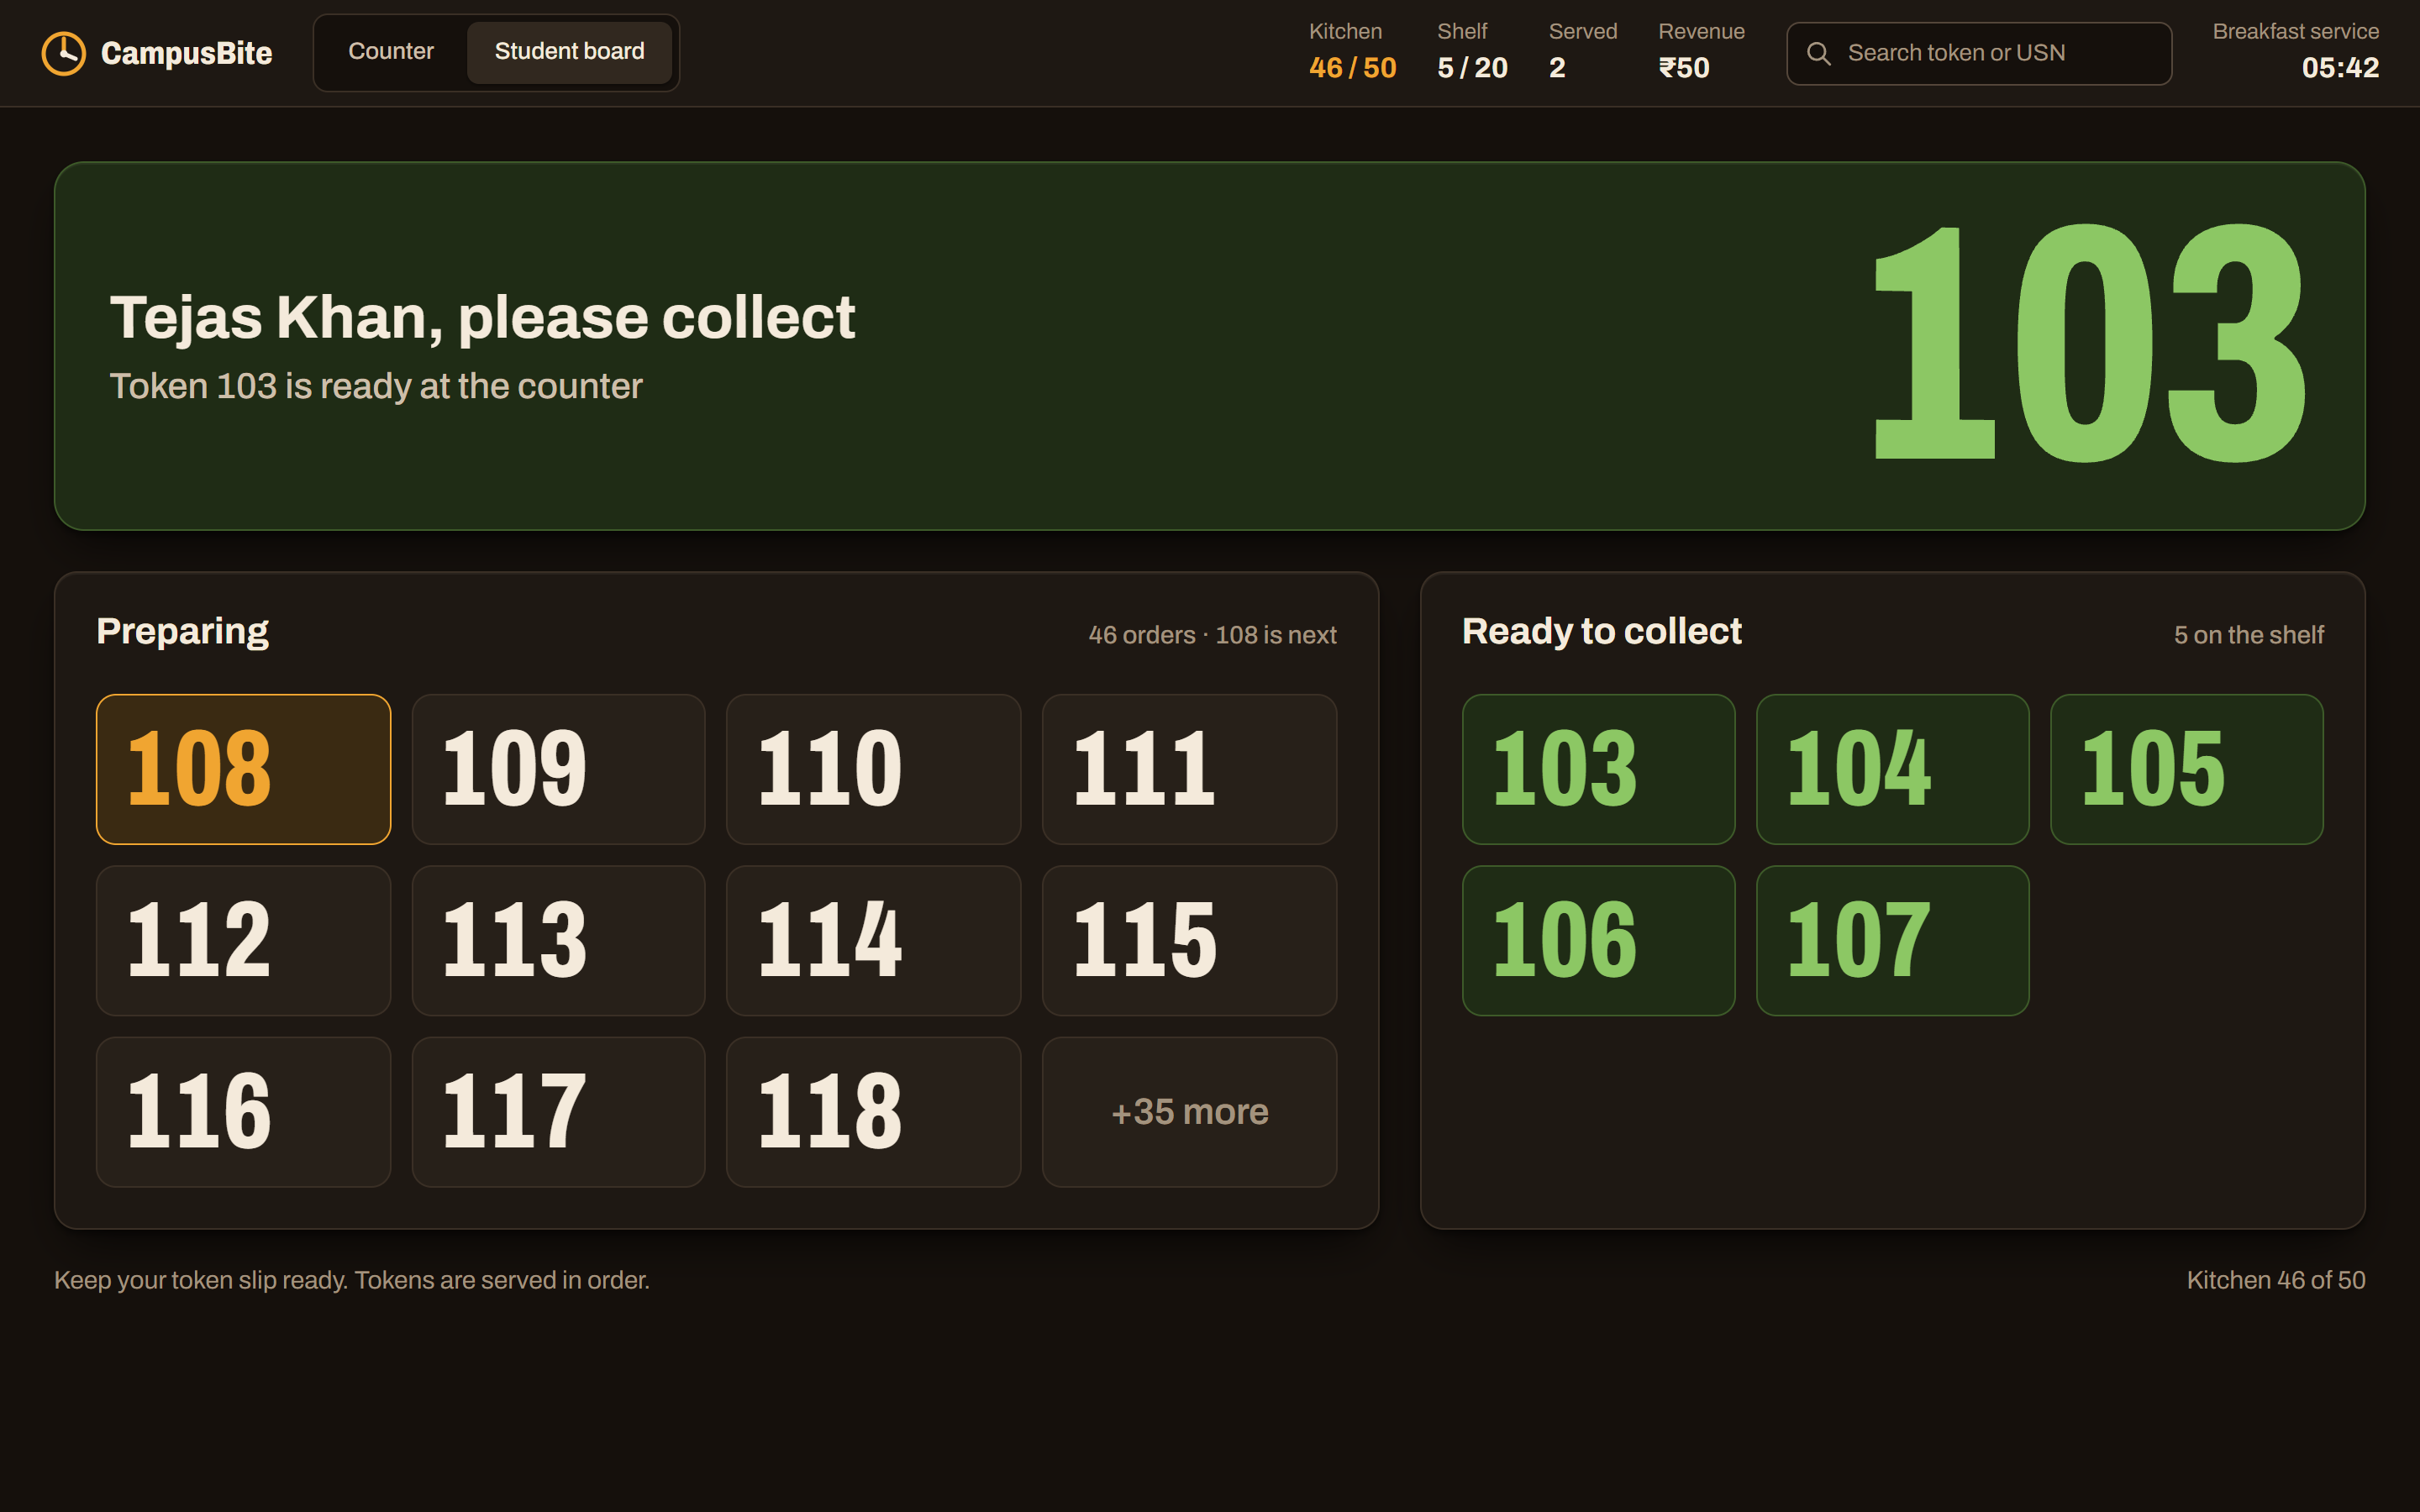 CampusBite
Counter
Student board
Kitchen
46 / 50
Shelf
5 / 20
Served
2
Revenue
₹50
Search token or USN
Breakfast service
05:42
Tejas Khan, please collect
Token 103 is ready at the counter
103
Preparing
46 orders · 108 is next
108
109
110
111
112
113
114
115
116
117
118
+35 more
Ready to collect
5 on the shelf
103
104
105
106
107
Keep your token slip ready. Tokens are served in order.
Kitchen 46 of 50